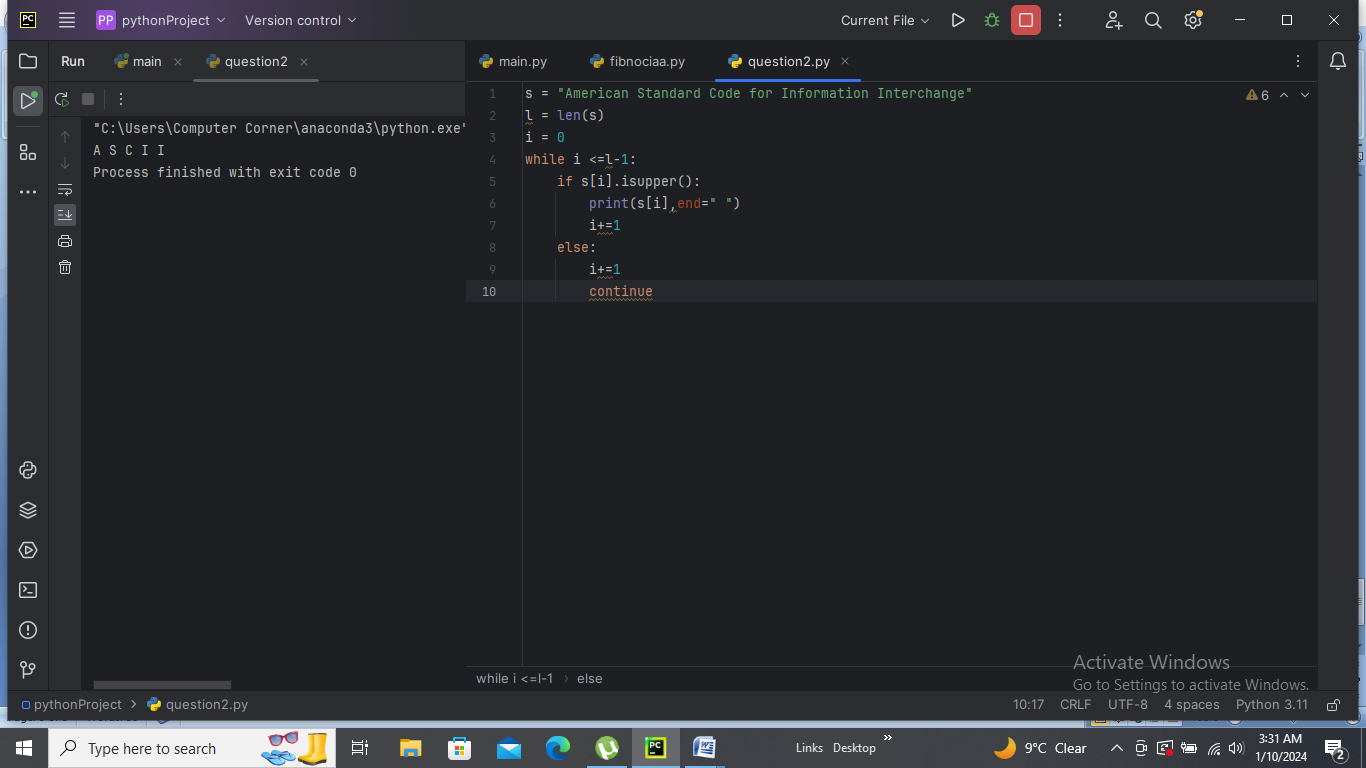 PC PP pythonProject Version control Current File
Run main question2
main.py fibnociaa.py question2.py
"C:\Users\Computer Corner\anaconda3\python.exe"
A S C I I
Process finished with exit code 0
1 s = "American Standard Code for Information Interchange"
2 l = len(s)
3 i = 0
4 while i <=l-1:
5 if s[i].isupper():
6 print(s[i],end=" ")
7 i+=1
8 else:
9 i+=1
10 continue
6
Activate Windows
Go to Settings to activate Windows.
while i <=l-1 › else
pythonProject > question2.py 10:17 CRLF UTF-8 4 spaces Python 3.11
Type here to search PC W Links Desktop » 9°C Clear 3:31 AM
1/10/2024 2